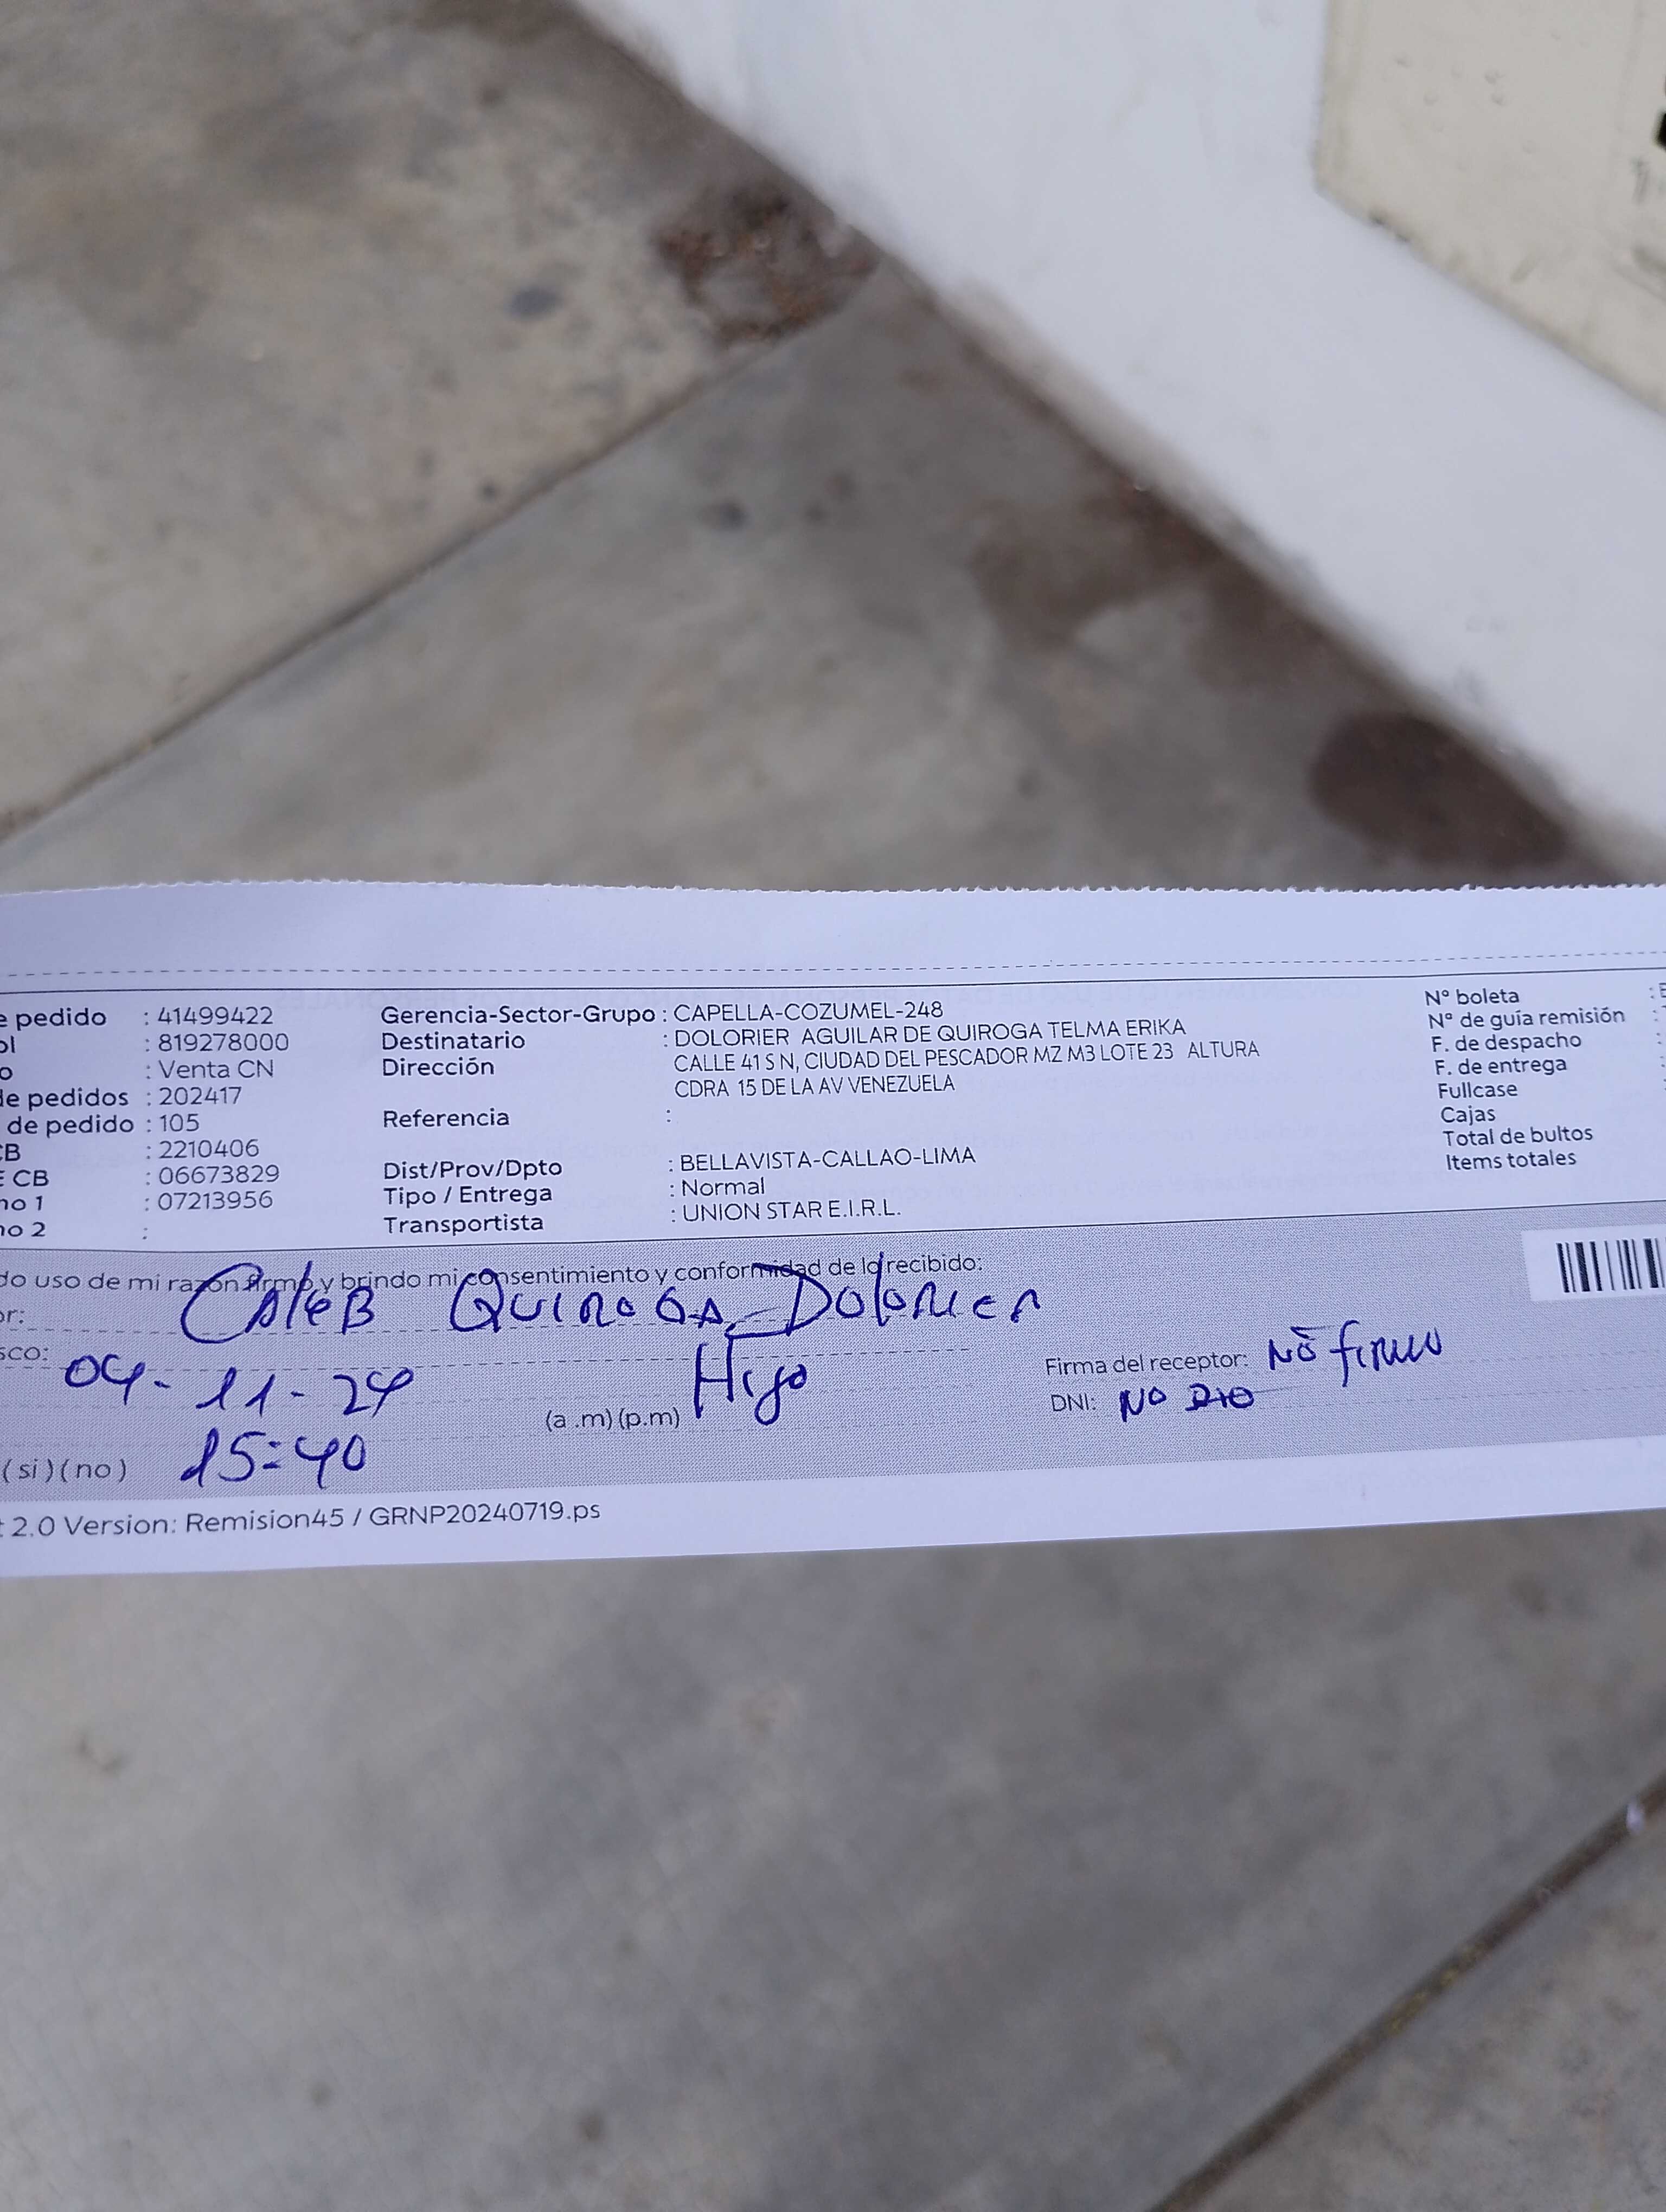 e pedido : 41499422
ol : 819278000
o : Venta CN
de pedidos : 202417
de pedido : 105
CB : 2210406
E CB : 06673829
no 1 : 07213956
no 2 :
Gerencia-Sector-Grupo : CAPELLA-COZUMEL-248
Destinatario : DOLORIER AGUILAR DE QUIROGA TELMA ERIKA
Dirección CALLE 41 S N, CIUDAD DEL PESCADOR MZ M3 LOTE 23 ALTURA
CDRA 15 DE LA AV VENEZUELA
Referencia :
Dist/Prov/Dpto : BELLAVISTA-CALLAO-LIMA
Tipo / Entrega : Normal
Transportista : UNION STAR E.I.R.L.
N° boleta : E
N° de guía remisión :
F. de despacho :
F. de entrega :
Fullcase :
Cajas
Total de bultos
Items totales
do uso de mi razón firmo y brindo mi consentimiento y conformidad de lo recibido:
or: CALEB QUIROGA DOLORIER
sco: Hijo
04-11-24
(a .m) (p.m)
Firma del receptor: NO firmo
DNI: NO DIO
(si) (no) 15:40
t 2.0 Version: Remision45 / GRNP20240719.ps